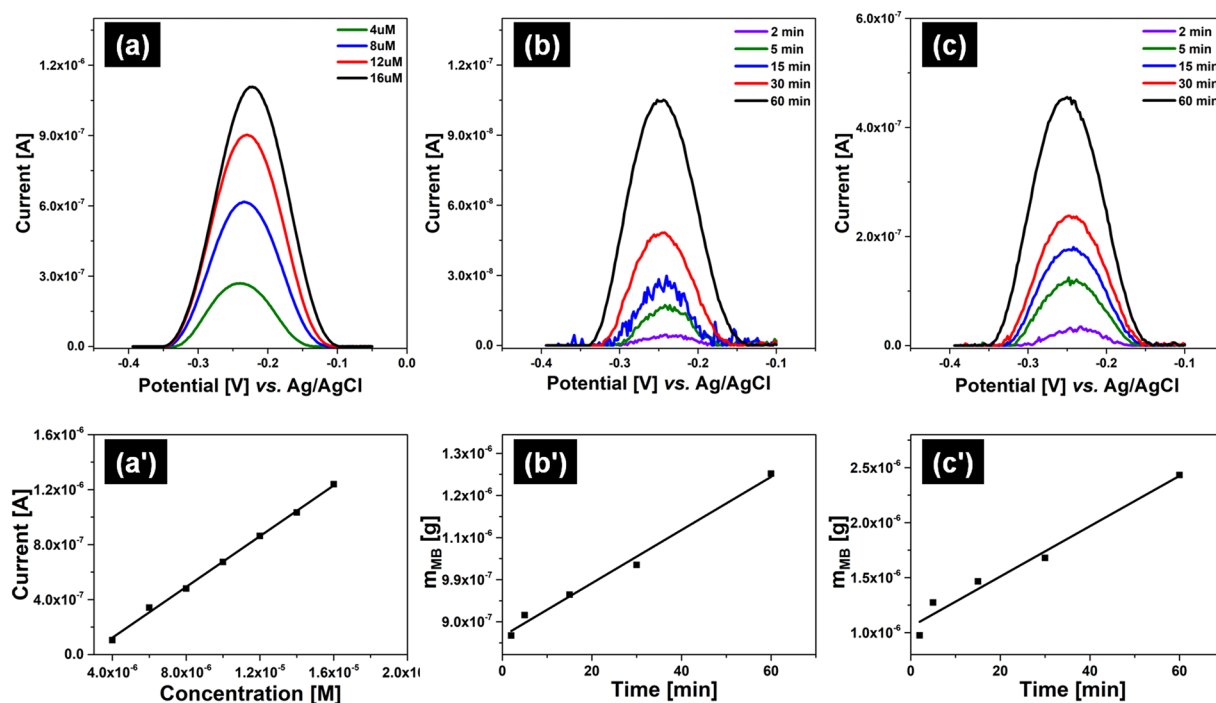 (a)
4uM
8uM
12uM
16uM
1.2x10⁻⁶
9.0x10⁻⁷
6.0x10⁻⁷
3.0x10⁻⁷
0.0
Current [A]
-0.4 -0.3 -0.2 -0.1 0.0
Potential [V] vs. Ag/AgCl
(b)
2 min
5 min
15 min
30 min
60 min
1.2x10⁻⁷
9.0x10⁻⁸
6.0x10⁻⁸
3.0x10⁻⁸
0.0
Current [A]
-0.4 -0.3 -0.2 -0.1
Potential [V] vs. Ag/AgCl
(c)
2 min
5 min
15 min
30 min
60 min
6.0x10⁻⁷
4.0x10⁻⁷
2.0x10⁻⁷
0.0
Current [A]
-0.4 -0.3 -0.2 -0.1
Potential [V] vs. Ag/AgCl
(a')
1.6x10⁻⁶
1.2x10⁻⁶
8.0x10⁻⁷
4.0x10⁻⁷
0.0
Current [A]
4.0x10⁻⁶ 8.0x10⁻⁶ 1.2x10⁻⁵ 1.6x10⁻⁵ 2.0x10
Concentration [M]
(b')
1.3x10⁻⁶
1.2x10⁻⁶
1.1x10⁻⁶
9.9x10⁻⁷
9.0x10⁻⁷
m_MB [g]
0 20 40 60
Time [min]
(c')
2.5x10⁻⁶
2.0x10⁻⁶
1.5x10⁻⁶
1.0x10⁻⁶
m_MB [g]
0 20 40 60
Time [min]